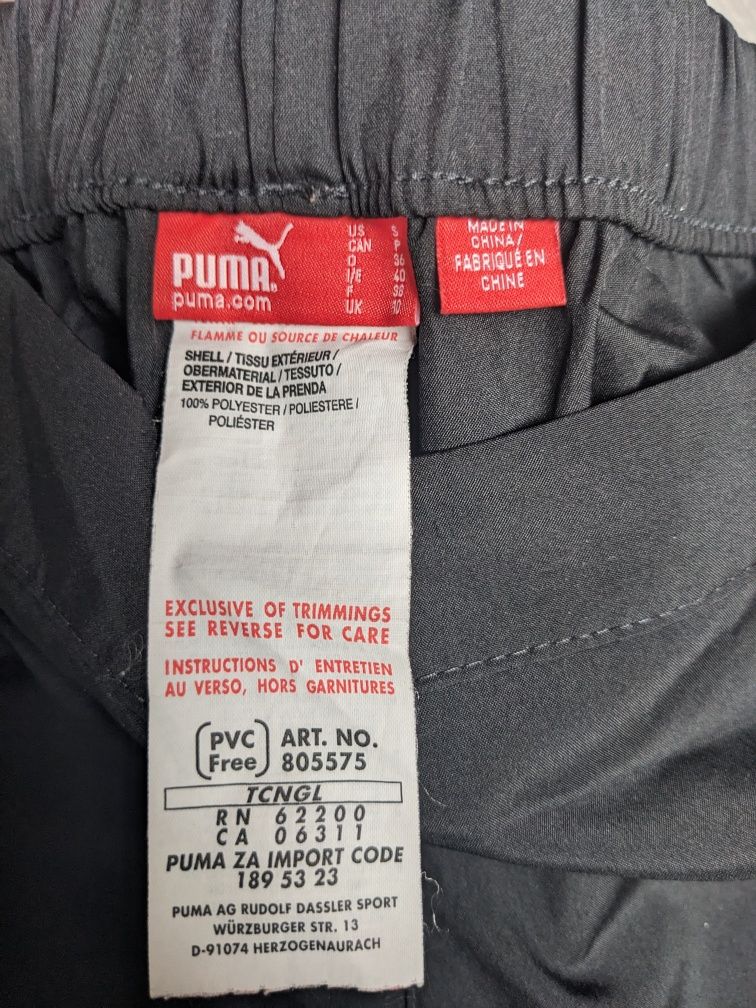 PUMA®
puma.com
US S
CAN P
D 36
I/E 40
F 38
UK 10
MADE IN
CHINA/
FABRIQUÉ EN
CHINE
FLAMME OU SOURCE DE CHALEUR
SHELL / TISSU EXTÉRIEUR /
OBERMATERIAL / TESSUTO /
EXTERIOR DE LA PRENDA
100% POLYESTER / POLIESTERE /
POLIÉSTER
EXCLUSIVE OF TRIMMINGS
SEE REVERSE FOR CARE
INSTRUCTIONS D' ENTRETIEN
AU VERSO, HORS GARNITURES
PVC
Free
ART. NO.
805575
TCNGL
RN 62200
CA 06311
PUMA ZA IMPORT CODE
189 53 23
PUMA AG RUDOLF DASSLER SPORT
WÜRZBURGER STR. 13
D-91074 HERZOGENAURACH